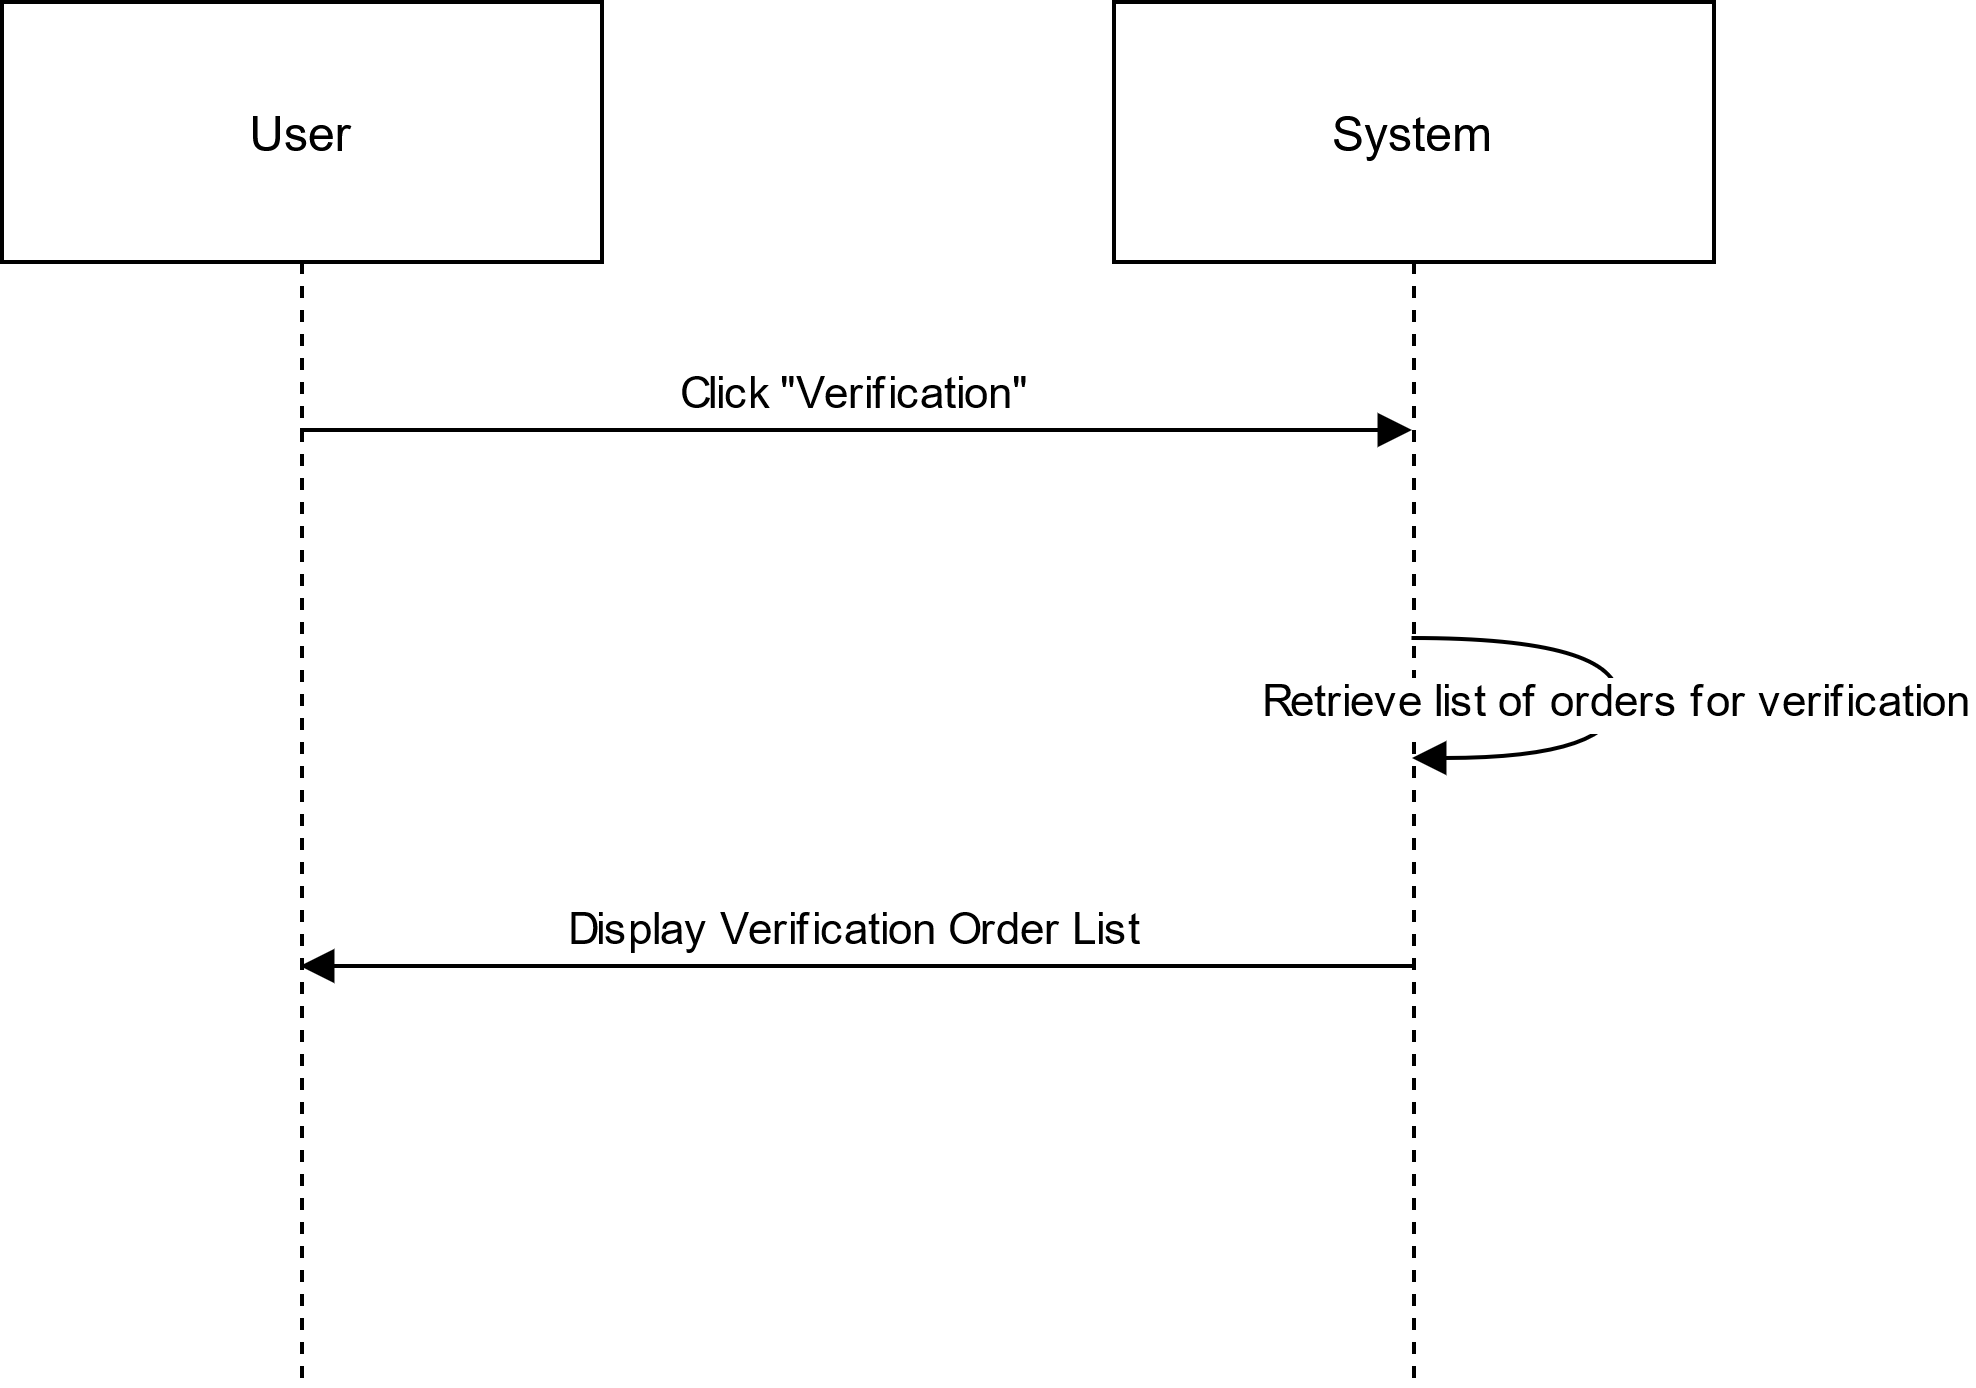 User
System
Click "Verification"
Retrieve list of orders for verification
Display Verification Order List